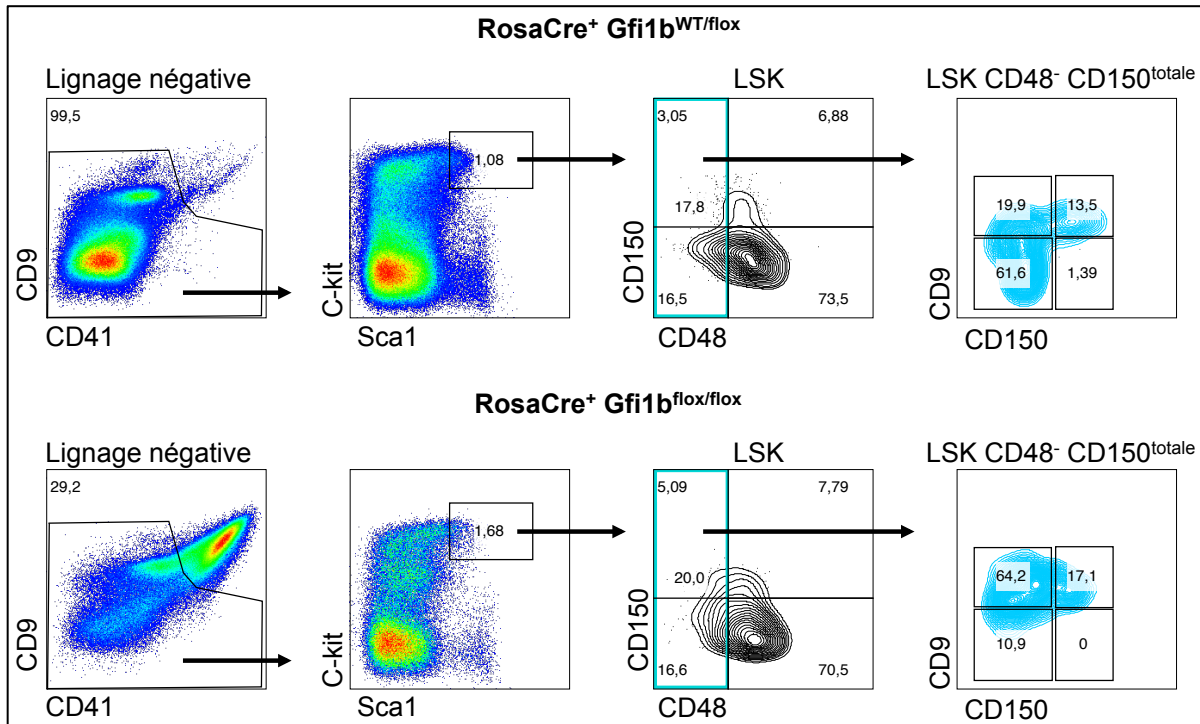 RosaCre⁺ Gfi1b^WT/flox
Lignage négative
LSK
LSK CD48⁻ CD150^totale
99,5
CD9
CD41
1,08
C-kit
Sca1
3,05
6,88
17,8
16,5
73,5
CD150
CD48
19,9
13,5
61,6
1,39
CD9
CD150
RosaCre⁺ Gfi1b^flox/flox
Lignage négative
LSK
LSK CD48⁻ CD150^totale
29,2
CD9
CD41
1,68
C-kit
Sca1
5,09
7,79
20,0
16,6
70,5
CD150
CD48
64,2
17,1
10,9
0
CD9
CD150